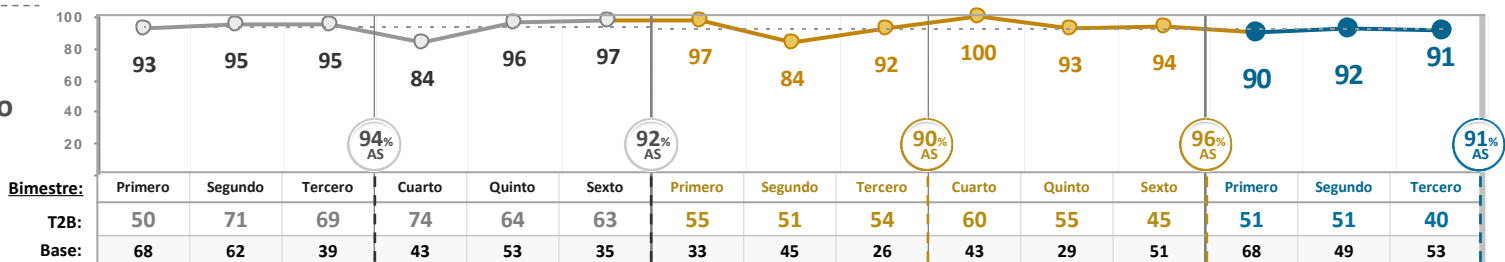 100
80
60
40
20
o
93 95 95 84 96 97 97 84 92 100 93 94 90 92 91
94% AS
92% AS
90% AS
96% AS
91% AS
Bimestre: Primero Segundo Tercero Cuarto Quinto Sexto Primero Segundo Tercero Cuarto Quinto Sexto Primero Segundo Tercero
T2B: 50 71 69 74 64 63 55 51 54 60 55 45 51 51 40
Base: 68 62 39 43 53 35 33 45 26 43 29 51 68 49 53